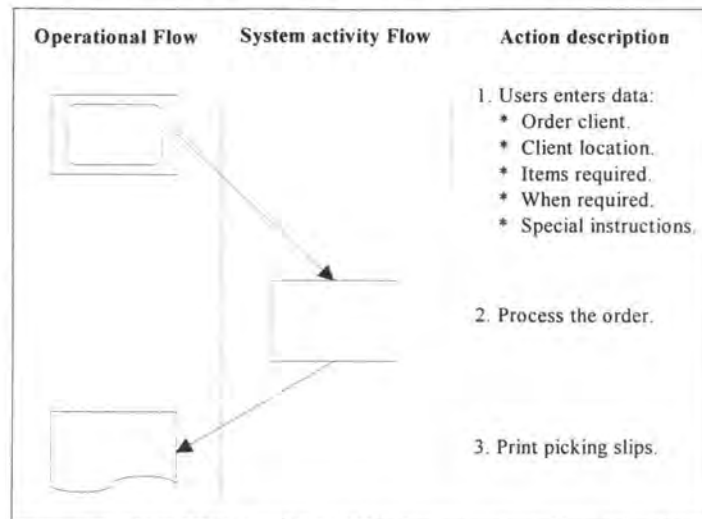 Operational Flow System activity Flow Action description
1. Users enters data:
* Order client.
* Client location.
* Items required.
* When required.
* Special instructions.
2. Process the order.
3. Print picking slips.